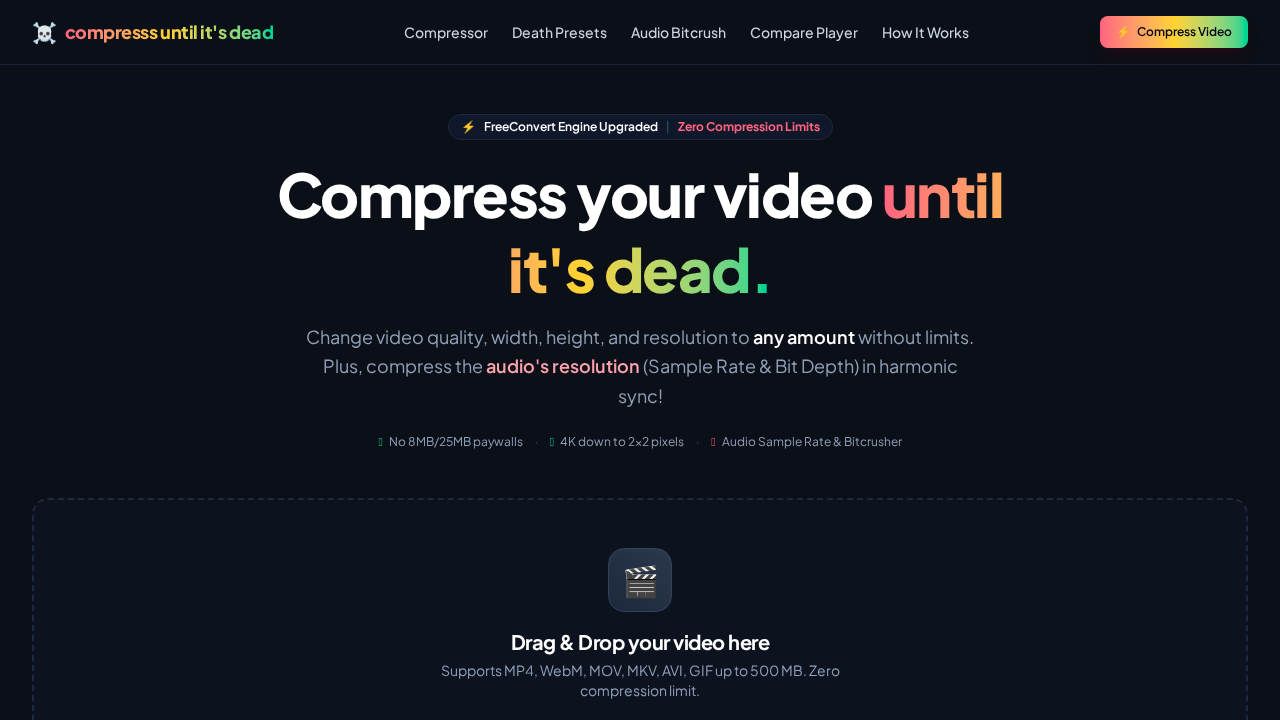 compresss until it's dead
Compressor Death Presets Audio Bitcrush Compare Player How It Works
Compress Video
FreeConvert Engine Upgraded | Zero Compression Limits
Compress your video until
it's dead.
Change video quality, width, height, and resolution to any amount without limits.
Plus, compress the audio's resolution (Sample Rate & Bit Depth) in harmonic
sync!
No 8MB/25MB paywalls · 4K down to 2×2 pixels · Audio Sample Rate & Bitcrusher
Drag & Drop your video here
Supports MP4, WebM, MOV, MKV, AVI, GIF up to 500 MB. Zero
compression limit.